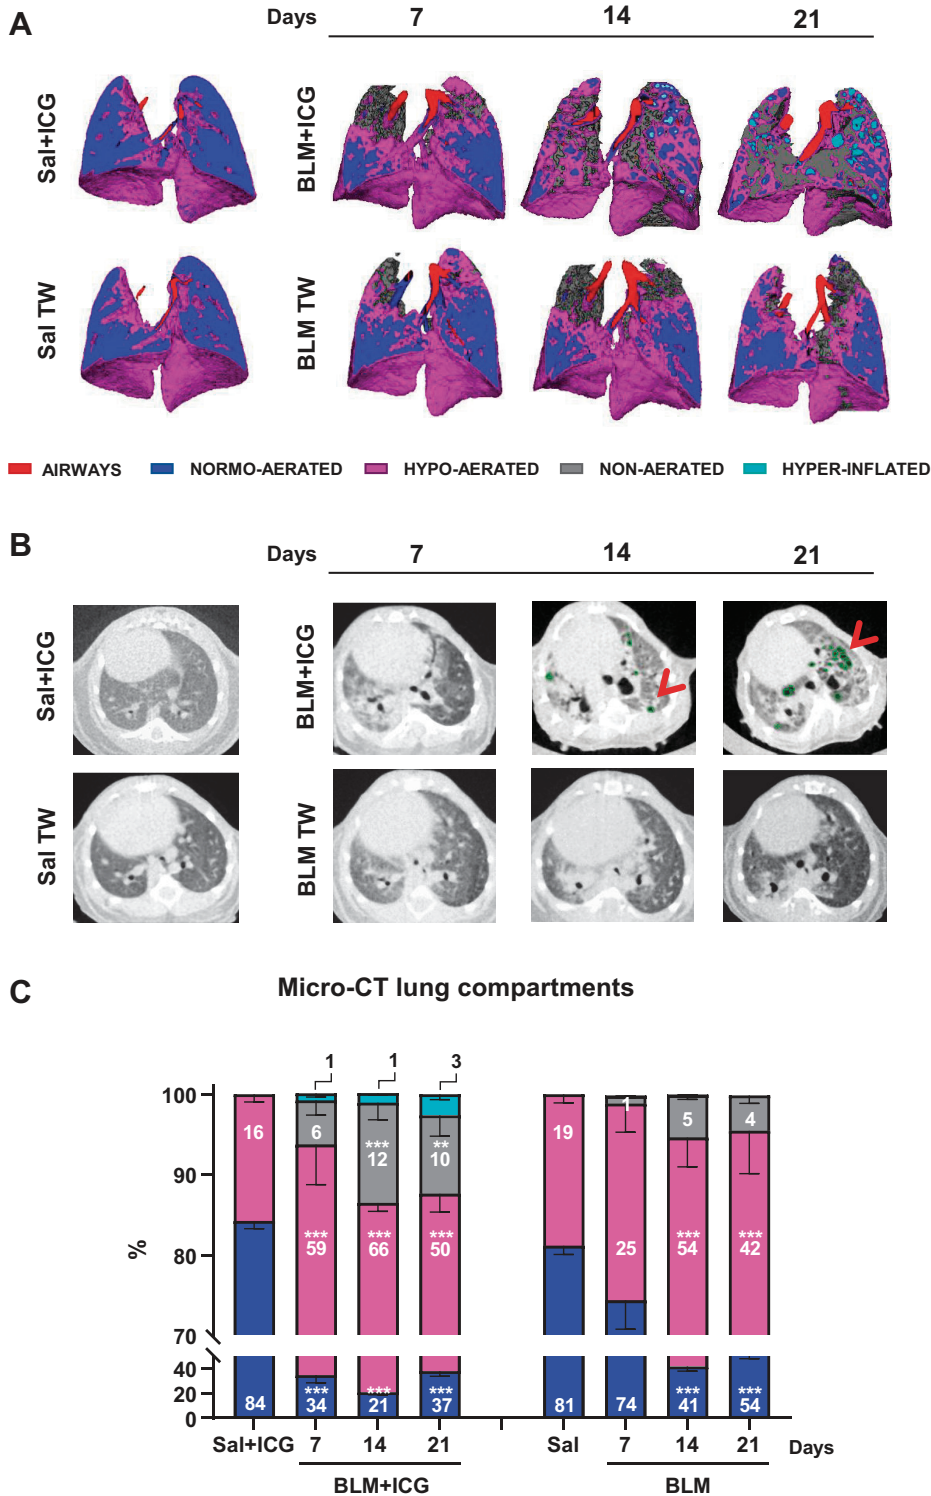 A
Days 7 14 21
Sal+ICG
BLM+ICG
Sal TW
BLM TW
AIRWAYS NORMO-AERATED HYPO-AERATED NON-AERATED HYPER-INFLATED
B
Days 7 14 21
Sal+ICG
BLM+ICG
Sal TW
BLM TW
C
Micro-CT lung compartments
1 1 3
100
16 6 *** 12 ** 10 19 1 5 4
90
%
*** *** *** *** ***
59 66 50 25 54 42
80
70
40
20
0
*** *** *** *** ***
84 34 21 37 81 74 41 54
Sal+ICG 7 14 21 Sal 7 14 21 Days
BLM+ICG BLM